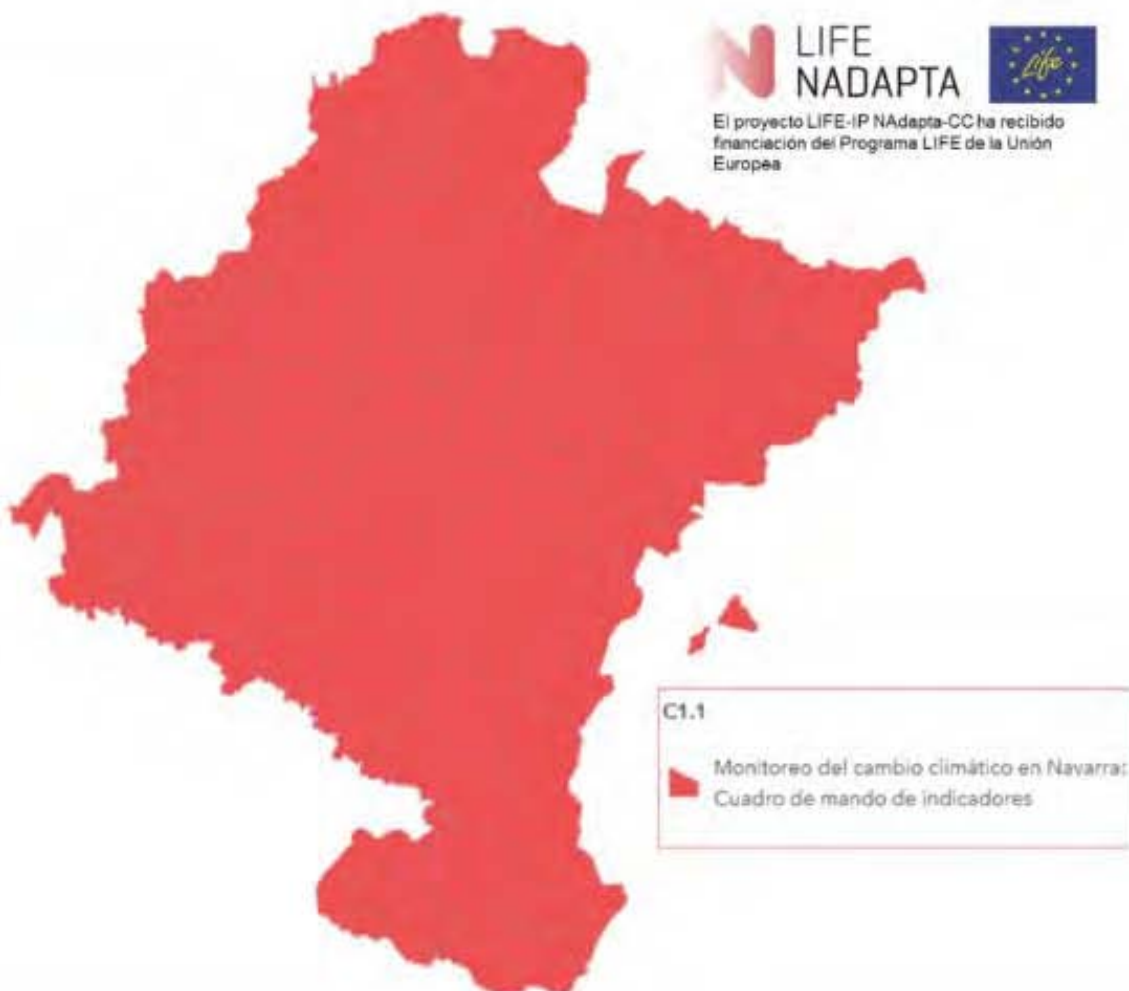 LIFE
NADAPTA
Life
El proyecto LIFE-IP NAdapta-CC ha recibido
financiación del Programa LIFE de la Unión
Europea
C1.1
Monitoreo del cambio climático en Navarra:
Cuadro de mando de indicadores